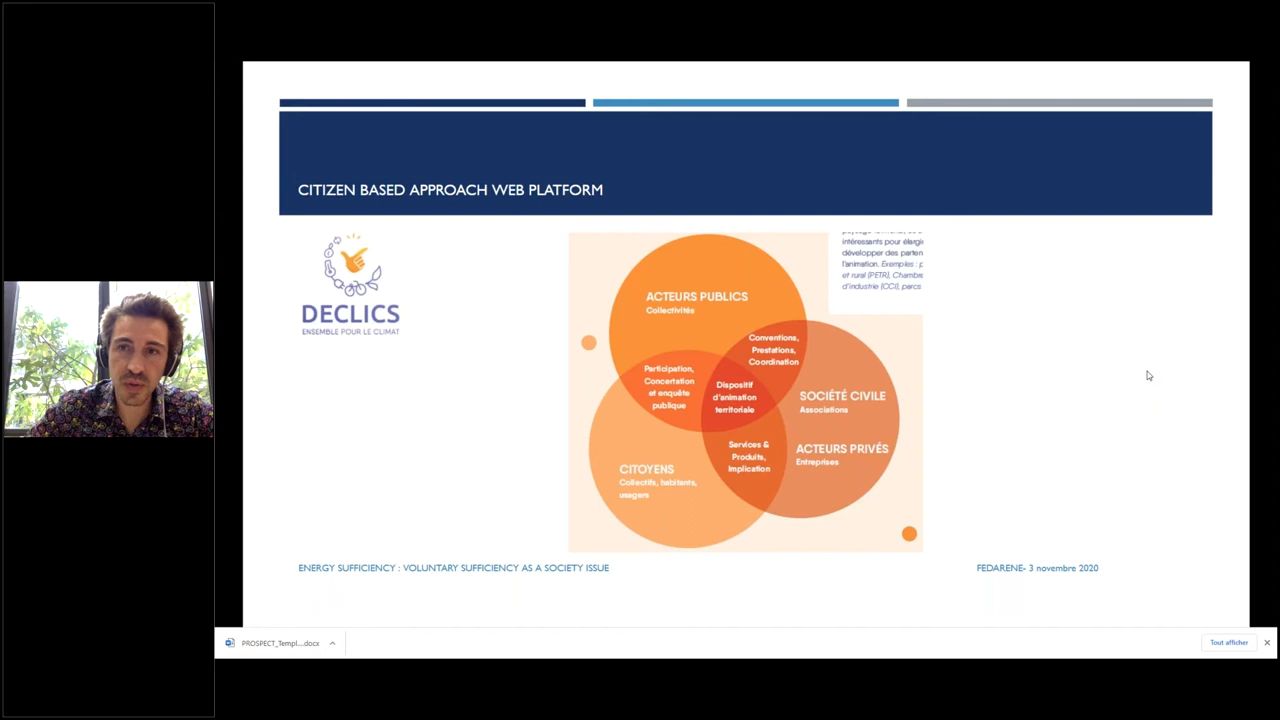 CITIZEN BASED APPROACH WEB PLATFORM
DECLICS
ENSEMBLE POUR LE CLIMAT
intéressants pour élargir
développer des parten
l'animation. Exemples : p
et rural (PETR), Chambre
d'industrie (CCI), parcs
ACTEURS PUBLICS
Collectivités
Conventions,
Prestations,
Coordination
Participation,
Concertation
et enquête
publique
Dispositif
d'animation
territoriale
SOCIÉTÉ CIVILE
Associations
ACTEURS PRIVÉS
Entreprises
Services &
Produits,
Implication
CITOYENS
Collectifs, habitants,
usagers
ENERGY SUFFICIENCY : VOLUNTARY SUFFICIENCY AS A SOCIETY ISSUE
FEDARENE- 3 novembre 2020
PROSPECT_Templ....docx
Tout afficher